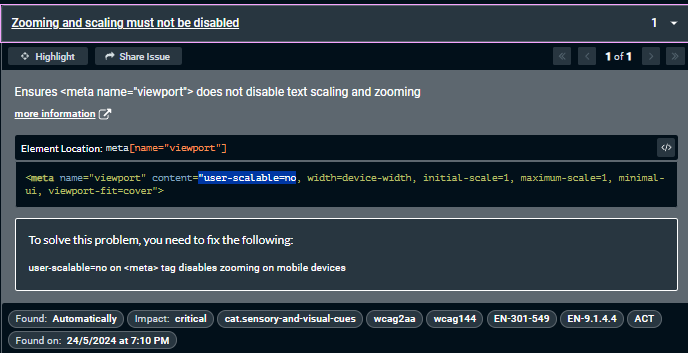 Zooming and scaling must not be disabled 1
Highlight Share Issue 1 of 1
Ensures <meta name="viewport"> does not disable text scaling and zooming
more information
Element Location: meta[name="viewport"] </>
<meta name="viewport" content="user-scalable=no, width=device-width, initial-scale=1, maximum-scale=1, minimal-
ui, viewport-fit=cover">
To solve this problem, you need to fix the following:
user-scalable=no on <meta> tag disables zooming on mobile devices
Found: Automatically Impact: critical cat.sensory-and-visual-cues wcag2aa wcag144 EN-301-549 EN-9.1.4.4 ACT
Found on: 24/5/2024 at 7:10 PM